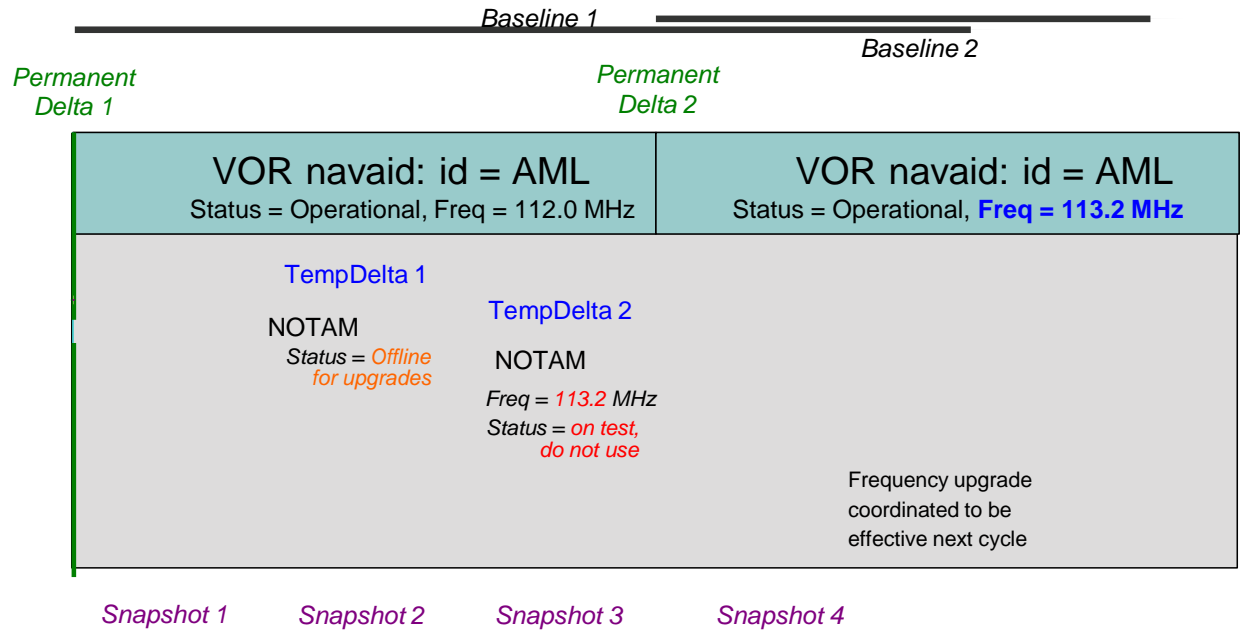 Baseline 1
Baseline 2
Permanent
Delta 1
Permanent
Delta 2
VOR navaid: id = AML
Status = Operational, Freq = 112.0 MHz
VOR navaid: id = AML
Status = Operational, Freq = 113.2 MHz
TempDelta 1
NOTAM
Status = Offline
for upgrades
TempDelta 2
NOTAM
Freq = 113.2 MHz
Status = on test,
do not use
Frequency upgrade
coordinated to be
effective next cycle
Snapshot 1
Snapshot 2
Snapshot 3
Snapshot 4